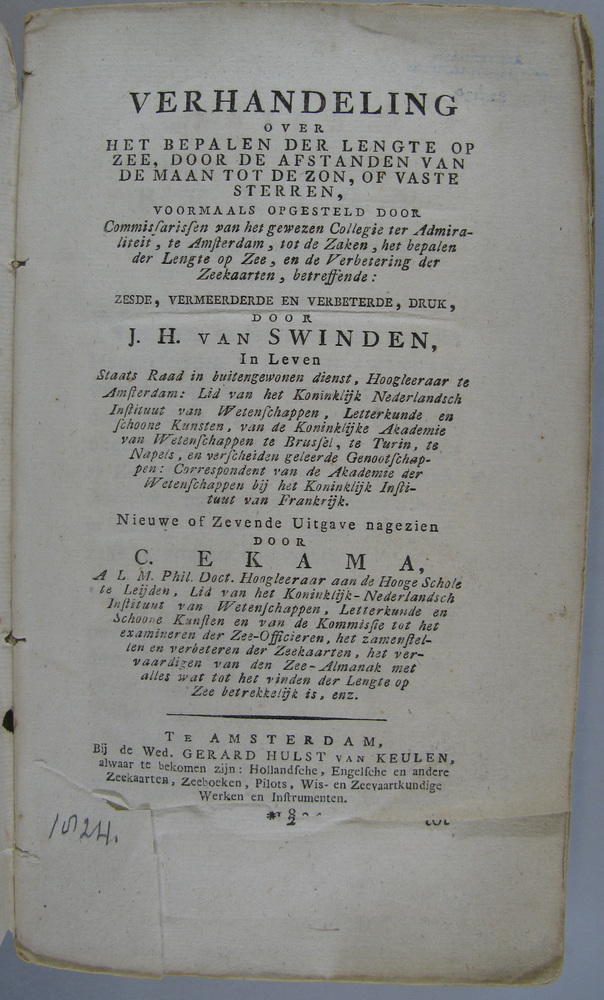 VERHANDELING
OVER
HET BEPALEN DER LENGTE OP
ZEE, DOOR DE AFSTANDEN VAN
DE MAAN TOT DE ZON, OF VASTE
STERREN,
VOORMAALS OPGESTELD DOOR
Commisſarisſen van het gewezen Collegie ter Admira-
liteit, te Amſterdam, tot de Zaken, het bepalen
der Lengte op Zee, en de Verbetering der
Zeekaarten, betreffende:
ZESDE, VERMEERDERDE EN VERBETERDE, DRUK,
DOOR
J. H. VAN SWINDEN,
In Leven
Staats Raad in buitengewonen dienst, Hoogleeraar te
Amſterdam: Lid van het Koninklijk Nederlandsch
Inſtituut van Wetenſchappen, Letterkunde en
ſchoone Kunsten, van de Koninklijke Akademie
van Wetenſchappen te Brusſel, te Turin, te
Napels, en verſcheiden geleerde Genootſchap-
pen: Correspondent van de Akademie der
Wetenſchappen bij het Koninklijk Inſti-
tuut van Frankrijk.
Nieuwe of Zevende Uitgave nagezien
DOOR
C. EKAMA,
A L. M. Phil. Doct. Hoogleeraar aan de Hooge Schole
te Leijden, Lid van het Koninklijk-Nederlandsch
Inſtituut van Wetenſchappen, Letterkunde en
Schoone Kunſten en van de Kommisſie tot het
examineren der Zee-Officieren, het zamenſtel-
len en verbeteren der Zeekaarten, het ver-
vaardigen van den Zee-Almanak met
alles wat tot het vinden der Lengte op
Zee betrekkelijk is, enz.
TE AMSTERDAM,
Bij de Wed. GERARD HULST VAN KEULEN,
alwaar te bekomen zijn: Hollandſche, Engelſche en andere
Zeekaarten, Zeeboeken, Pilots, Wis- en Zeevaartkundige
Werken en Inſtrumenten.
1824.